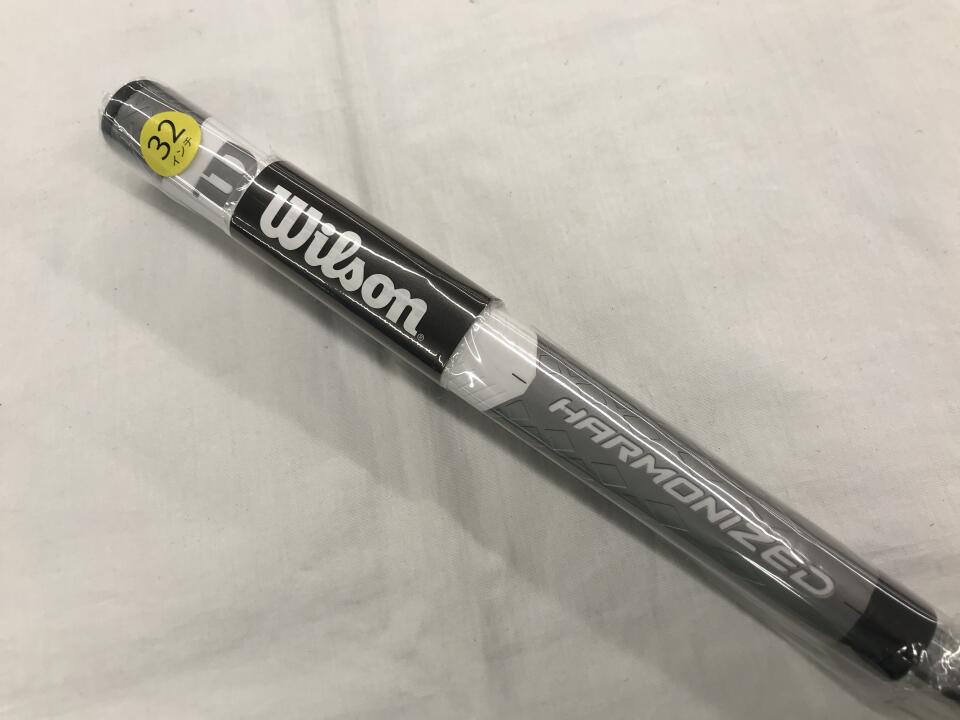 32
インチ
Wilson®
HARMONIZED